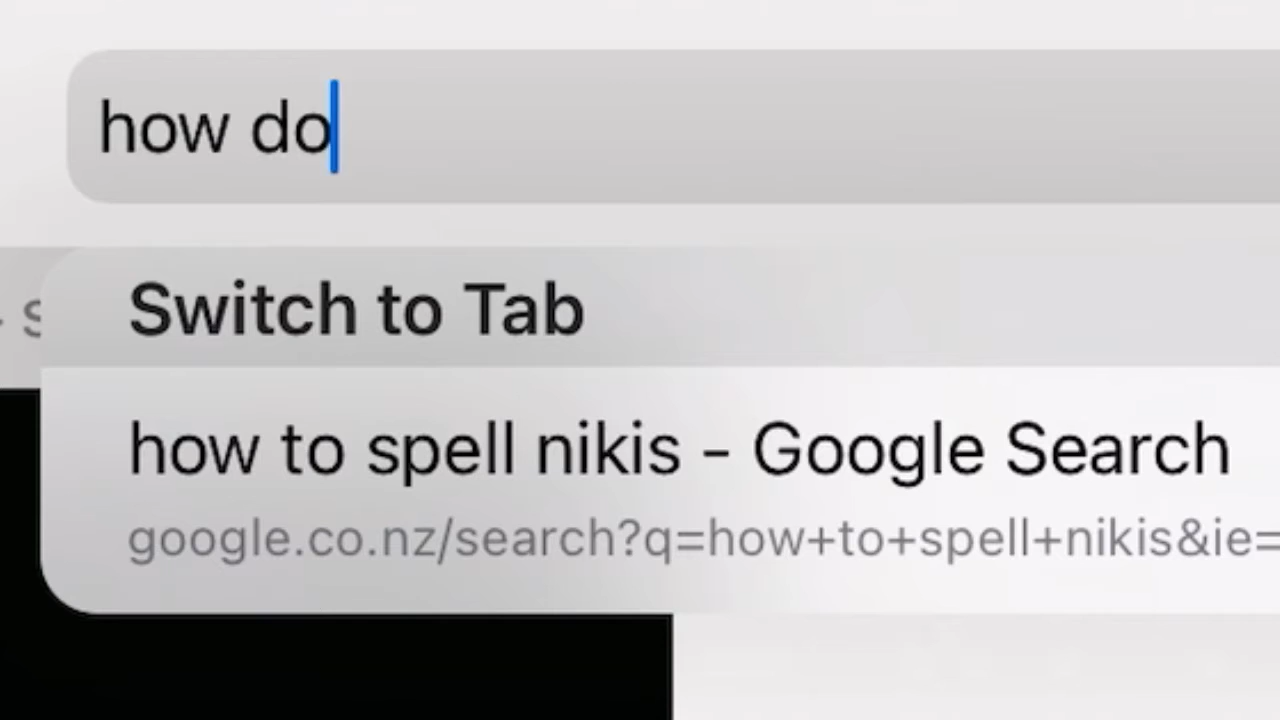 how do
Switch to Tab
how to spell nikis - Google Search
google.co.nz/search?q=how+to+spell+nikis&ie=